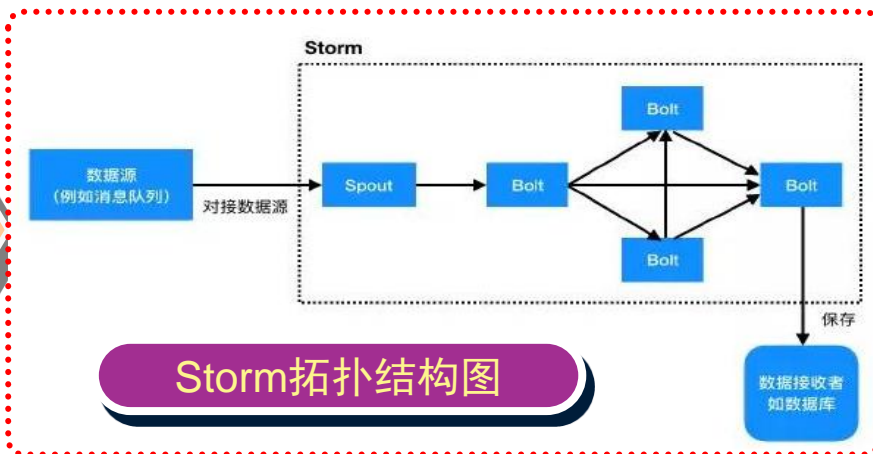 Storm
Bolt
数据源
(例如消息队列)
Spout
Bolt
Bolt
对接数据源
Bolt
保存
Storm拓扑结构图
数据接收者
如数据库